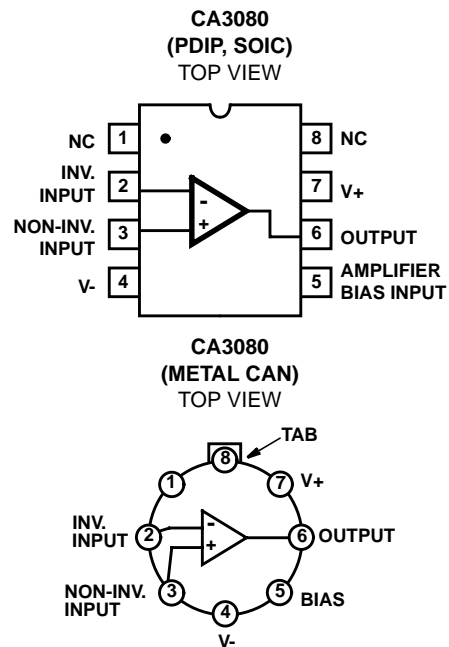 CA3080
(PDIP, SOIC)
TOP VIEW
NC 1 8 NC
INV.
INPUT 2 - 7 V+
NON-INV.
INPUT 3 + 6 OUTPUT
V- 4 5 AMPLIFIER
BIAS INPUT
CA3080
(METAL CAN)
TOP VIEW
TAB
8
1 7 V+
INV.
INPUT 2 - 6 OUTPUT
+
NON-INV.
INPUT 3 5 BIAS
4
V-